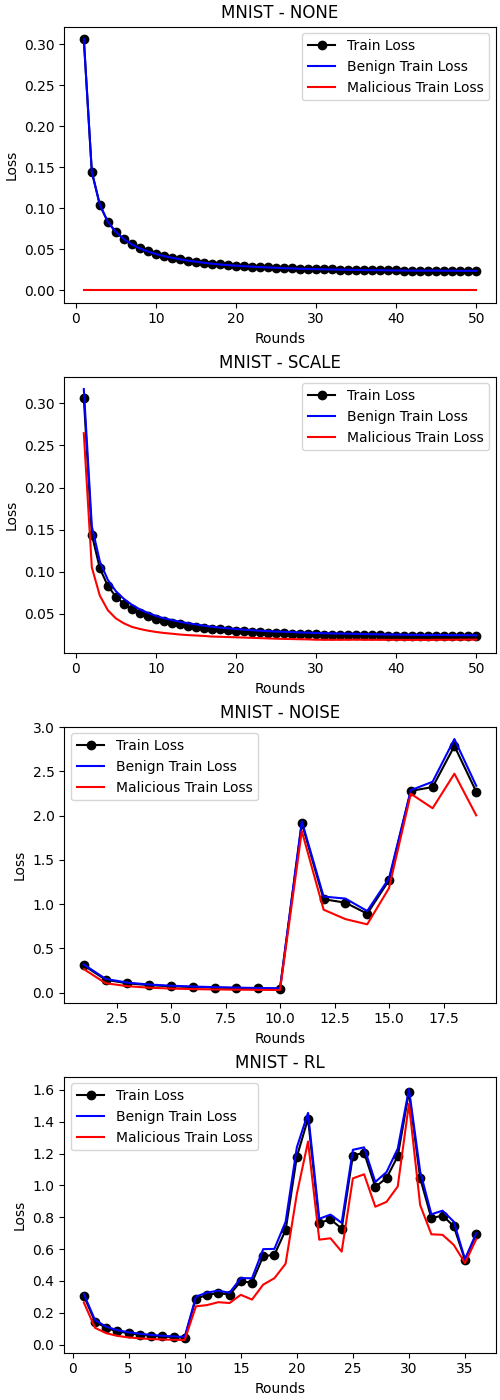 MNIST - NONE
0.30
0.25
0.20
0.15
0.10
0.05
0.00
Loss
Train Loss
Benign Train Loss
Malicious Train Loss
0 10 20 30 40 50
Rounds
MNIST - SCALE
0.30
0.25
0.20
0.15
0.10
0.05
Loss
Train Loss
Benign Train Loss
Malicious Train Loss
0 10 20 30 40 50
Rounds
MNIST - NOISE
3.0
2.5
2.0
1.5
1.0
0.5
0.0
Loss
Train Loss
Benign Train Loss
Malicious Train Loss
2.5 5.0 7.5 10.0 12.5 15.0 17.5
Rounds
MNIST - RL
1.6
1.4
1.2
1.0
0.8
0.6
0.4
0.2
0.0
Loss
Train Loss
Benign Train Loss
Malicious Train Loss
0 5 10 15 20 25 30 35
Rounds